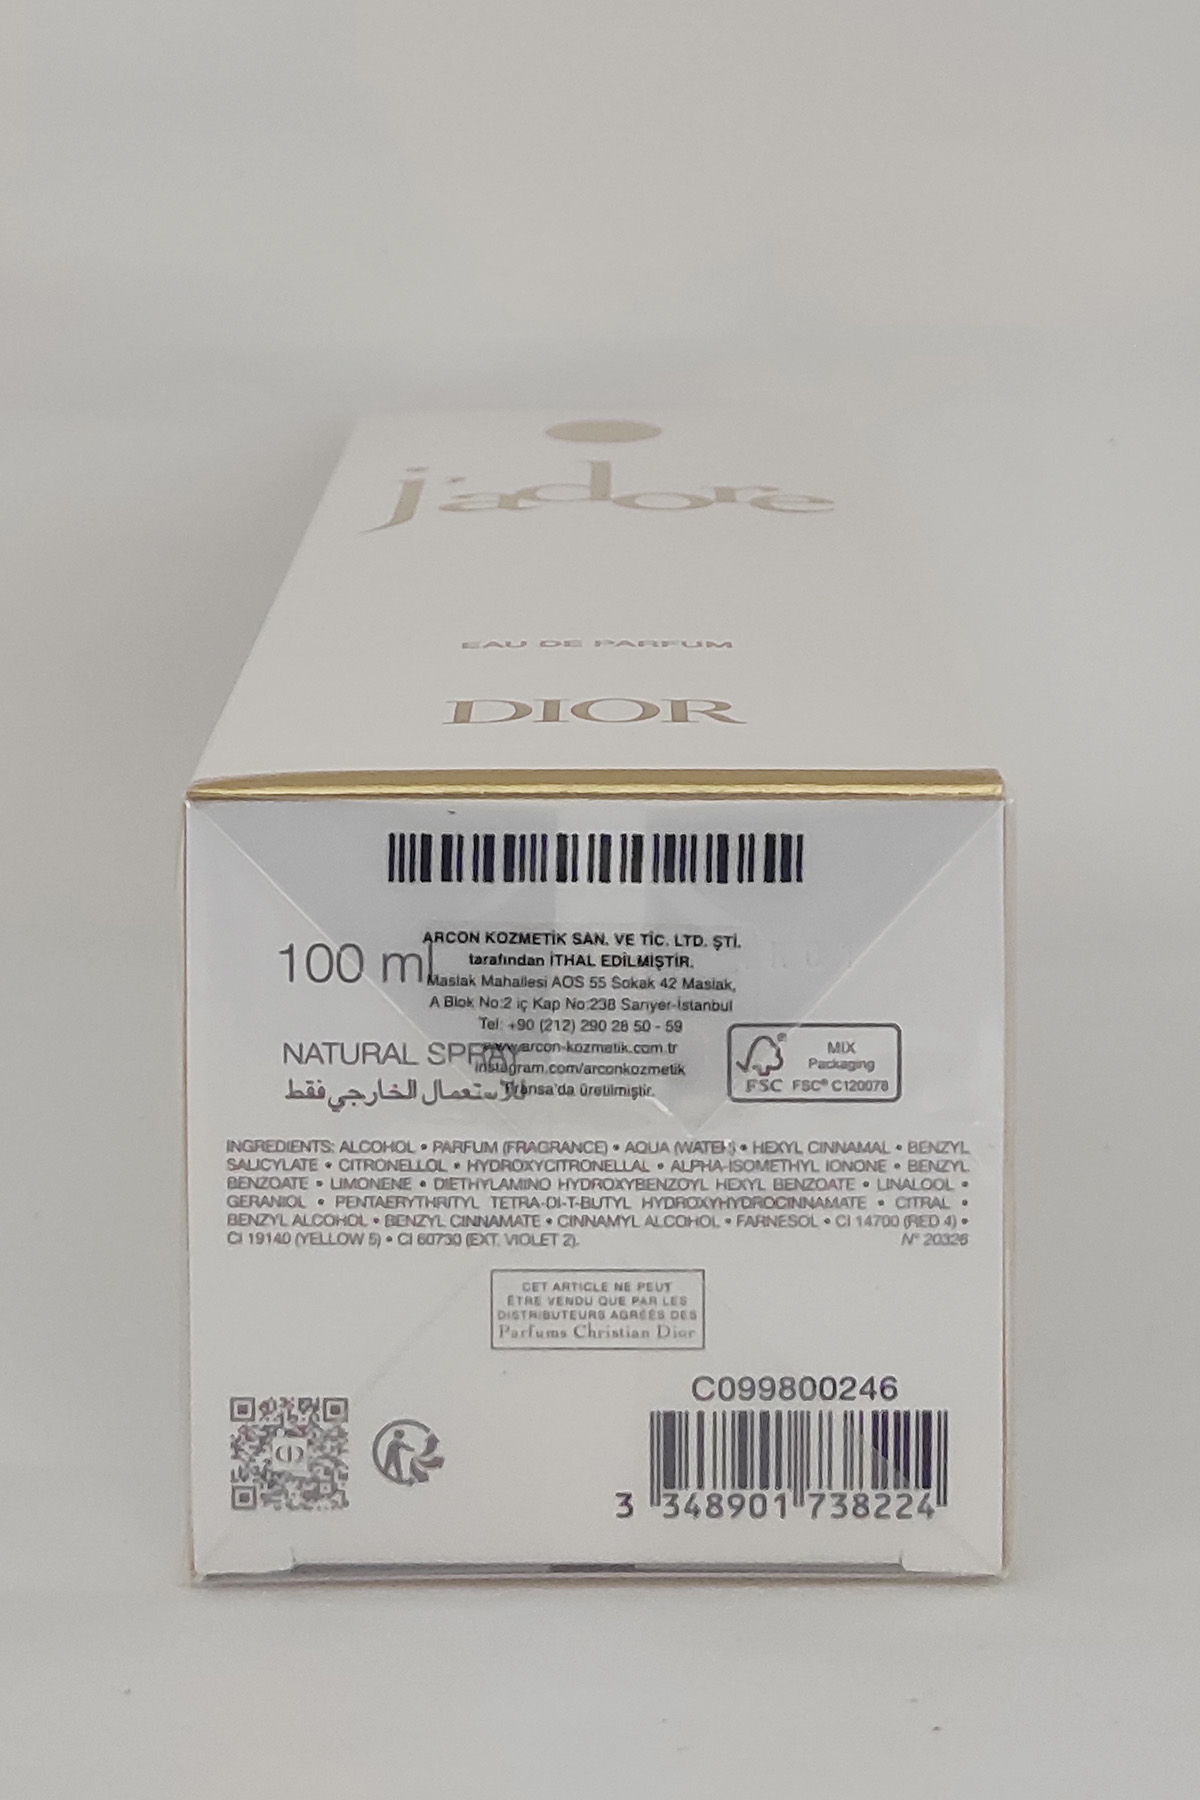 j'adore
EAU DE PARFUM
DIOR
ARCON KOZMETİK SAN. VE TİC. LTD. ŞTİ.
tarafından İTHAL EDİLMİŞTİR.
100 ml
Maslak Mahallesi AOS 55 Sokak 42 Maslak,
A Blok No:2 iç Kap No:238 Sarıyer-İstanbul
Tel: +90 (212) 290 28 50 - 59
NATURAL SPRAY
www.arcon-kozmetik.com.tr
instagram.com/arconkozmetik
Fransa'da üretilmiştir.
الخارجي فقط
MIX
Packaging
FSC FSC® C120078
INGREDIENTS: ALCOHOL • PARFUM (FRAGRANCE) • AQUA (WATER) • HEXYL CINNAMAL • BENZYL
SALICYLATE • CITRONELLOL • HYDROXYCITRONELLAL • ALPHA-ISOMETHYL IONONE • BENZYL
BENZOATE • LIMONENE • DIETHYLAMINO HYDROXYBENZOYL HEXYL BENZOATE • LINALOOL •
GERANIOL • PENTAERYTHRITYL TETRA-DI-T-BUTYL HYDROXYHYDROCINNAMATE • CITRAL •
BENZYL ALCOHOL • BENZYL CINNAMATE • CINNAMYL ALCOHOL • FARNESOL • CI 14700 (RED 4) •
CI 19140 (YELLOW 5) • CI 60730 (EXT. VIOLET 2). N° 20326
CET ARTICLE NE PEUT
ÊTRE VENDU QUE PAR LES
DISTRIBUTEURS AGRÉÉS DES
Parfums Christian Dior
C099800246
3 348901 738224